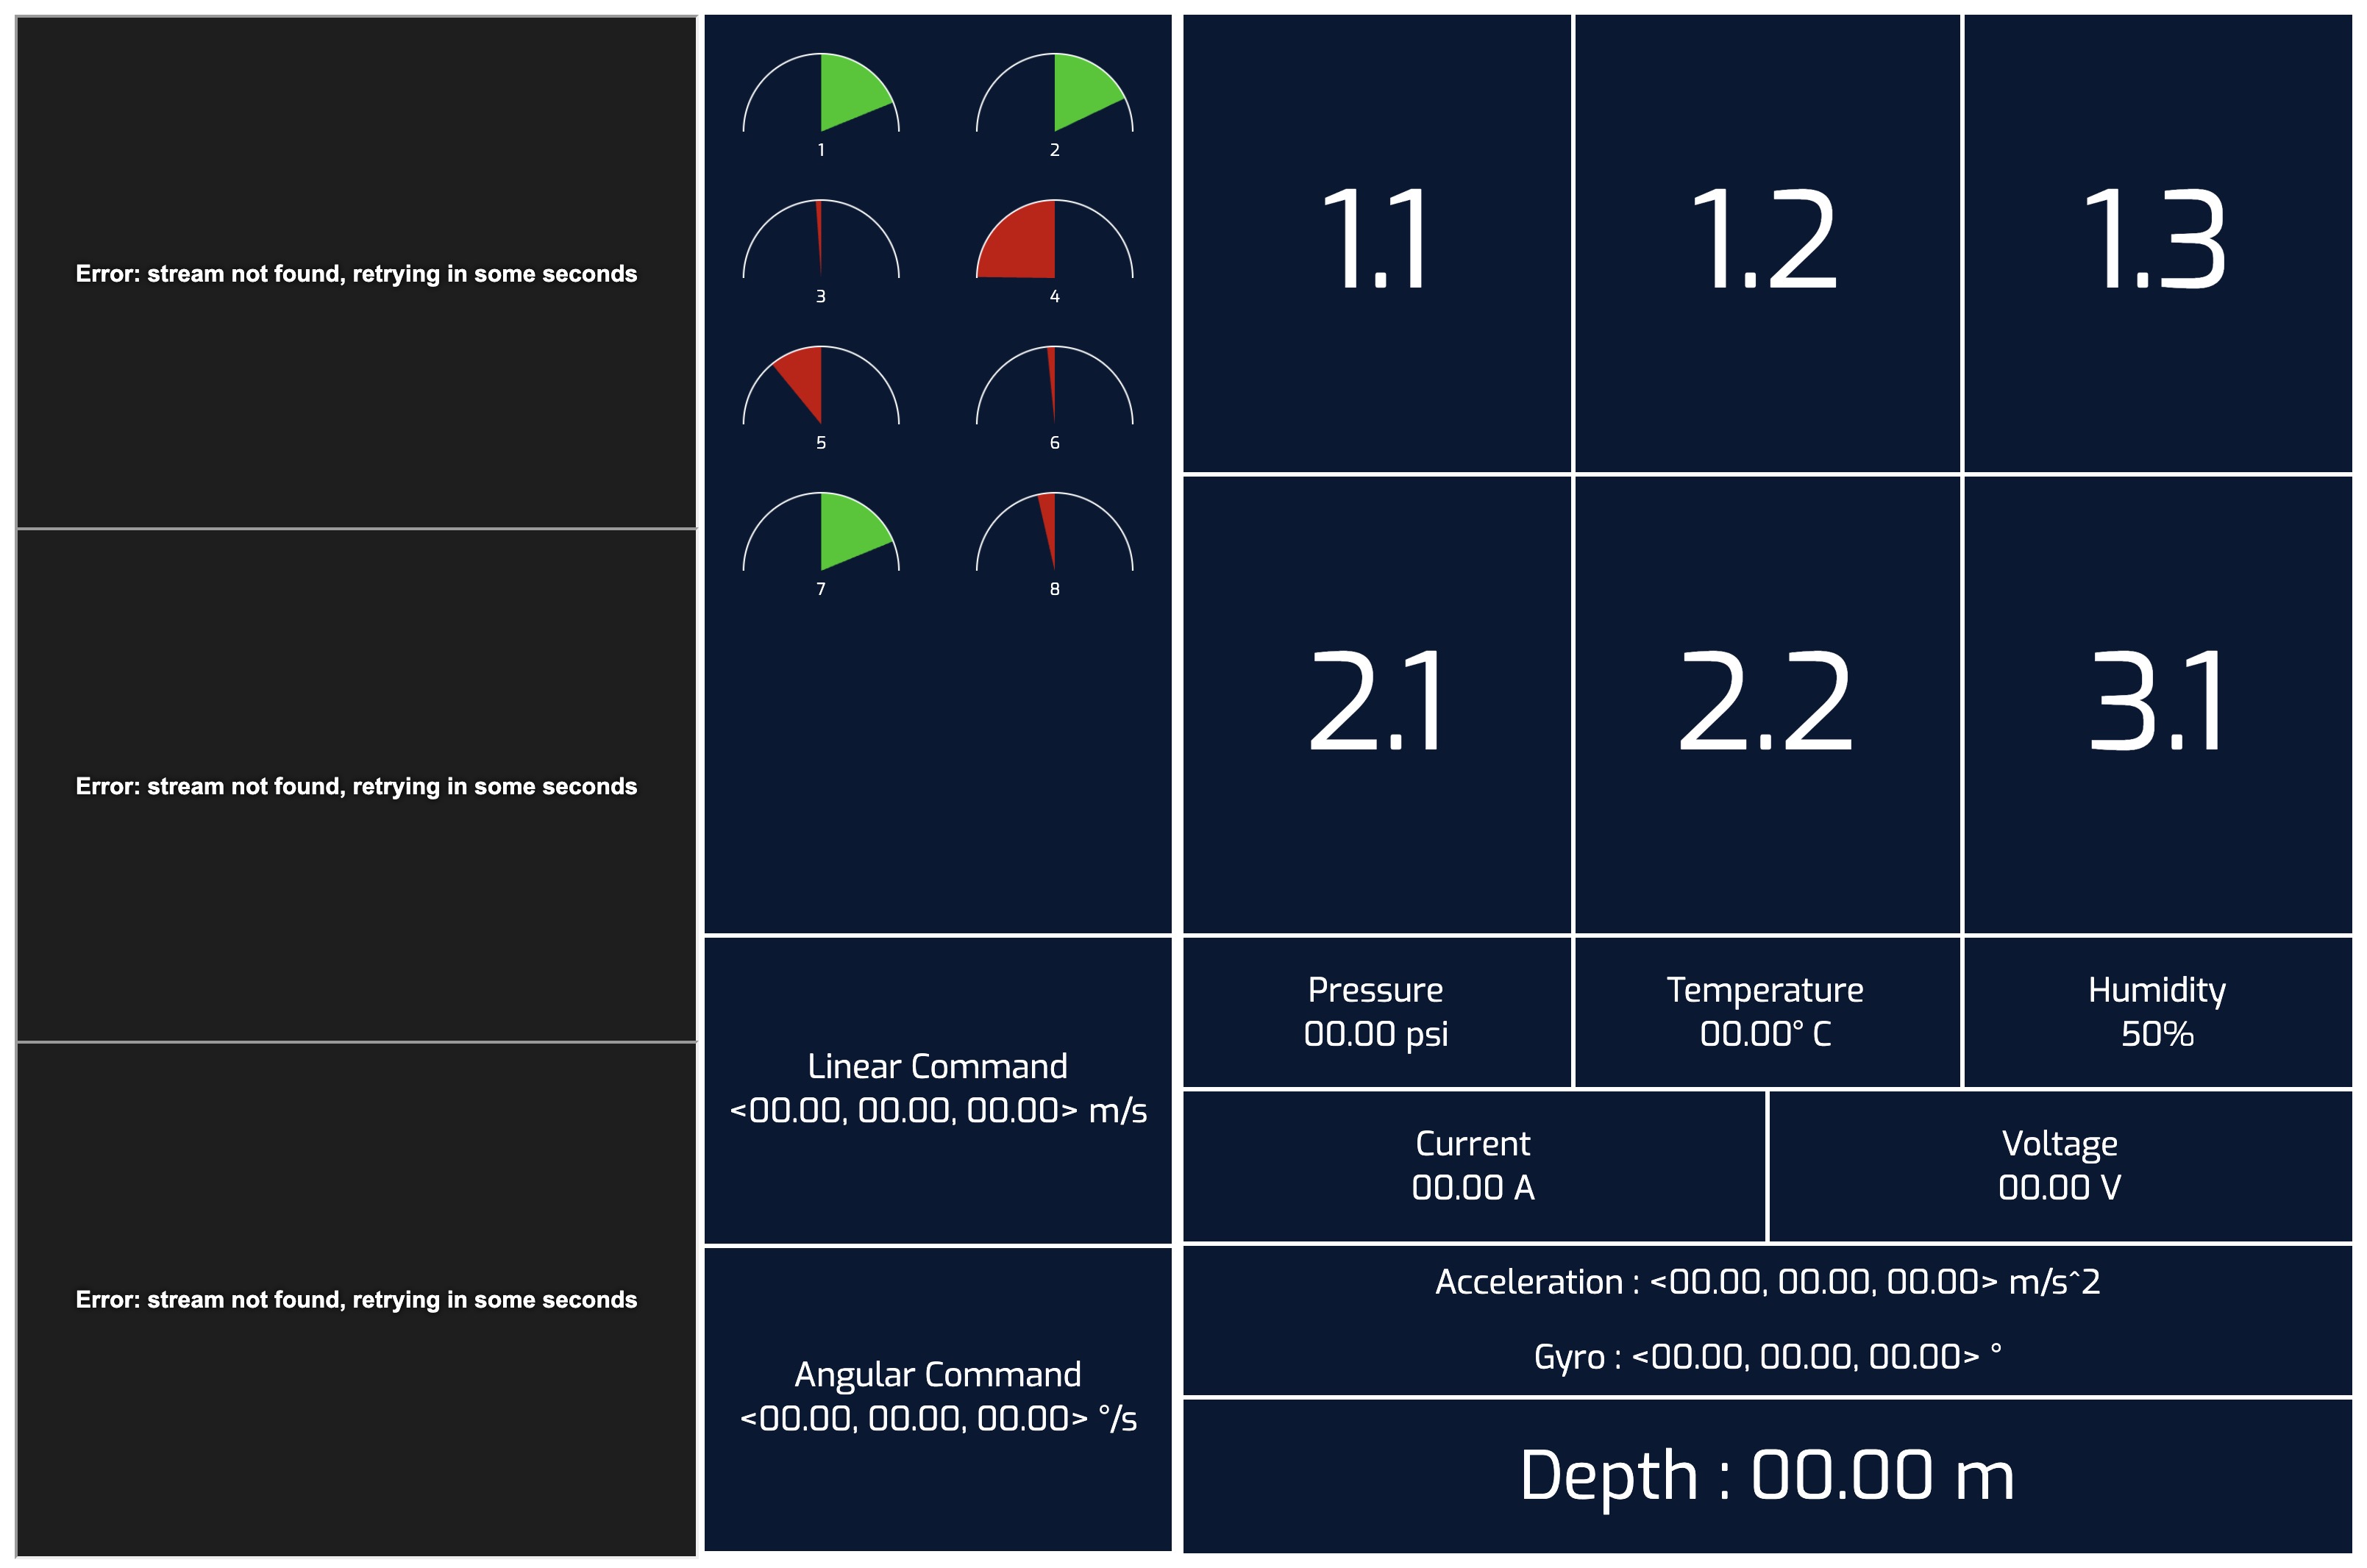 Error: stream not found, retrying in some seconds
Error: stream not found, retrying in some seconds
Error: stream not found, retrying in some seconds
1
2
3
4
5
6
7
8
Linear Command
<00.00, 00.00, 00.00> m/s
Angular Command
<00.00, 00.00, 00.00> °/s
1.1
1.2
1.3
2.1
2.2
3.1
Pressure
00.00 psi
Temperature
00.00° C
Humidity
50%
Current
00.00 A
Voltage
00.00 V
Acceleration : <00.00, 00.00, 00.00> m/s^2
Gyro : <00.00, 00.00, 00.00> °
Depth : 00.00 m